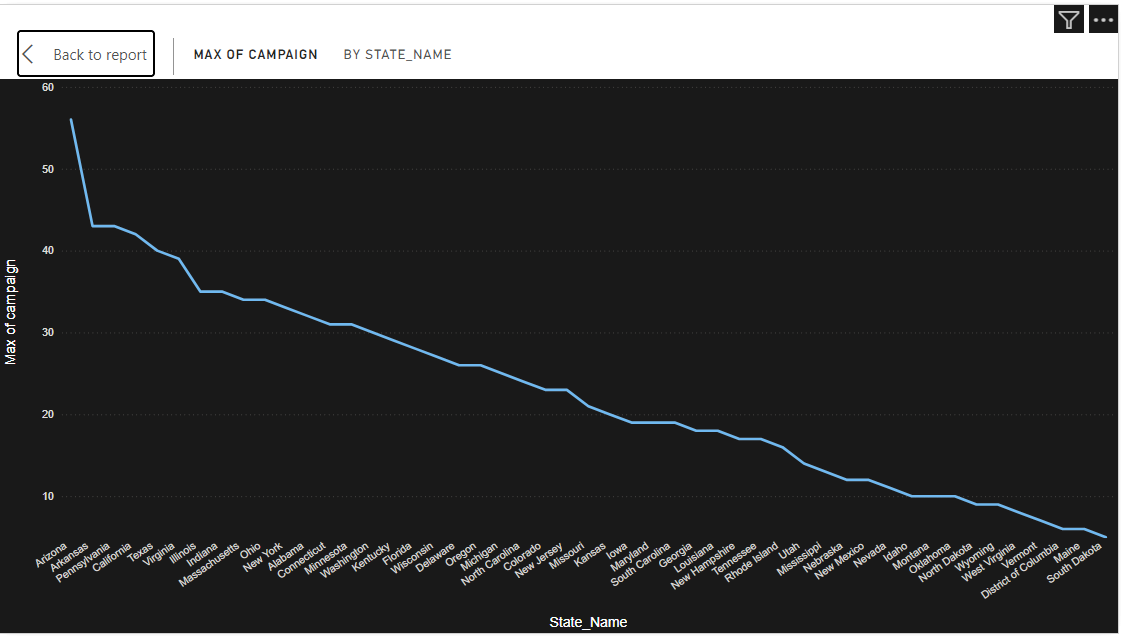 Back to report
MAX OF CAMPAIGN
BY STATE_NAME
60
50
40
30
20
10
Max of campaign
Arizona
Arkansas
Pennsylvania
California
Texas
Virginia
Illinois
Indiana
Massachusetts
Ohio
New York
Alabama
Connecticut
Minnesota
Washington
Kentucky
Florida
Wisconsin
Delaware
Oregon
Michigan
North Carolina
Colorado
New Jersey
Missouri
Kansas
Iowa
Maryland
South Carolina
Georgia
Louisiana
New Hampshire
Tennessee
Rhode Island
Utah
Mississippi
Nebraska
New Mexico
Nevada
Idaho
Montana
Oklahoma
North Dakota
Wyoming
West Virginia
Vermont
District of Columbia
Maine
South Dakota
State_Name